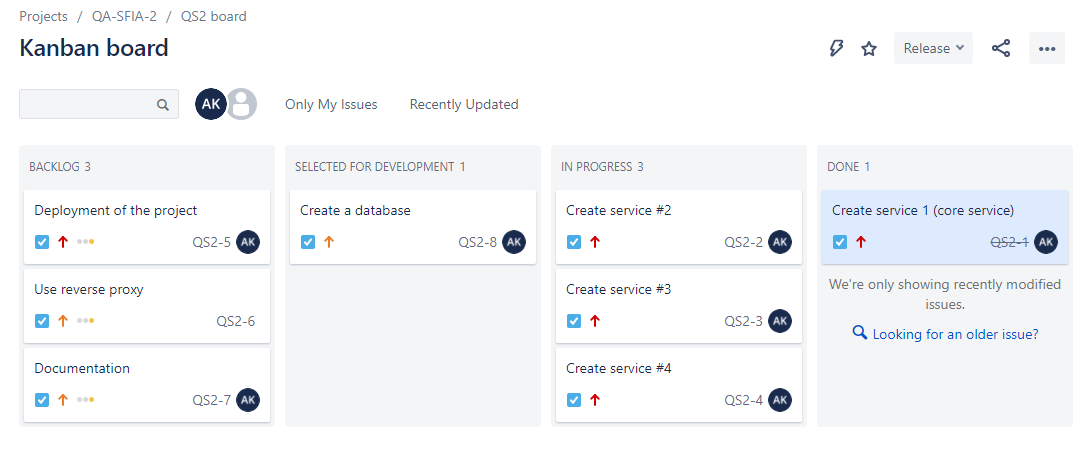 Projects / QA-SFIA-2 / QS2 board
Kanban board
Release
AK
Only My Issues
Recently Updated
BACKLOG 3
Deployment of the project
QS2-5 AK
Use reverse proxy
QS2-6
Documentation
QS2-7 AK
SELECTED FOR DEVELOPMENT 1
Create a database
QS2-8 AK
IN PROGRESS 3
Create service #2
QS2-2 AK
Create service #3
QS2-3 AK
Create service #4
QS2-4 AK
DONE 1
Create service 1 (core service)
QS2-1 AK
We're only showing recently modified
issues.
Looking for an older issue?